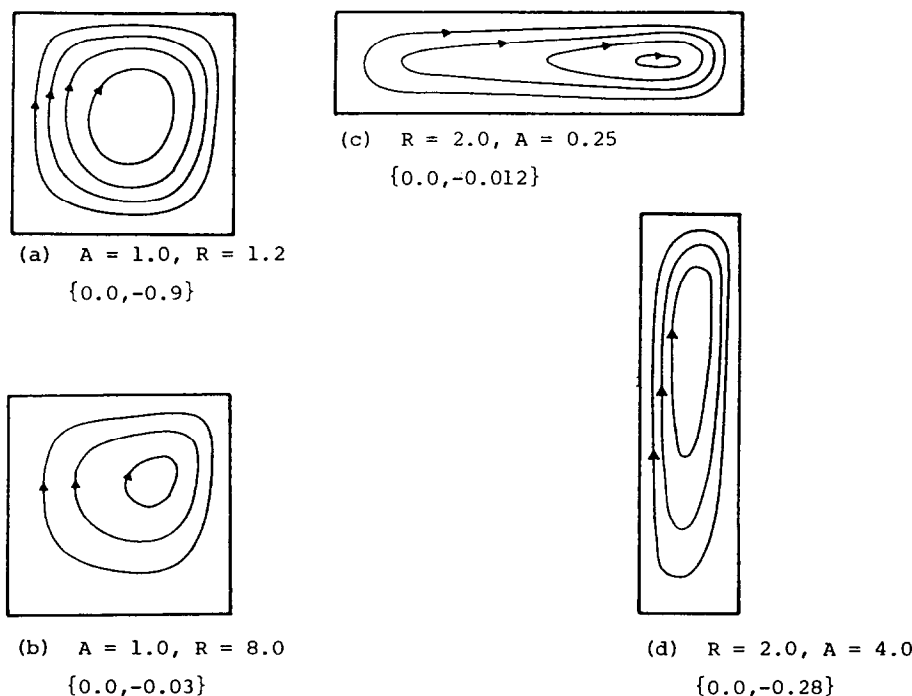 (a) A = 1.0, R = 1.2
{0.0,-0.9}
(c) R = 2.0, A = 0.25
{0.0,-0.012}
(b) A = 1.0, R = 8.0
{0.0,-0.03}
(d) R = 2.0, A = 4.0
{0.0,-0.28}